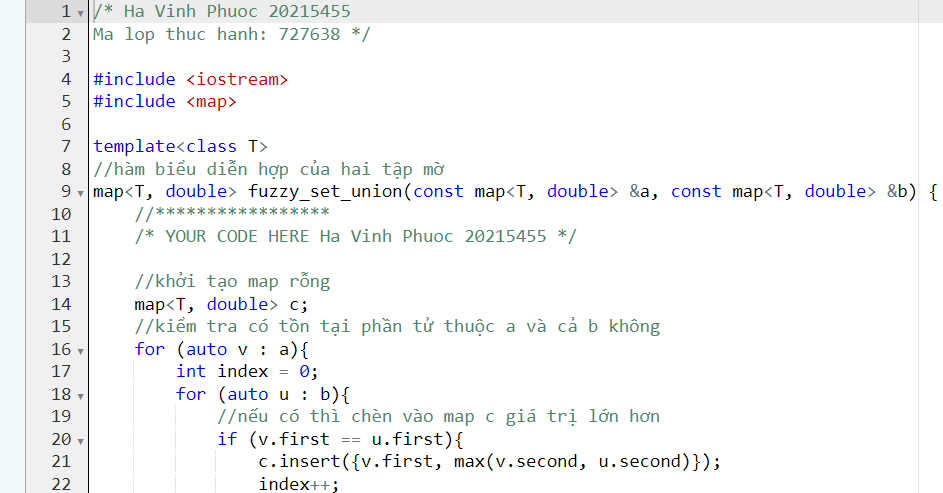 1 /* Ha Vinh Phuoc 20215455
2 Ma lop thuc hanh: 727638 */
3
4 #include <iostream>
5 #include <map>
6
7 template<class T>
8 //hàm biểu diễn hợp của hai tập mờ
9 map<T, double> fuzzy_set_union(const map<T, double> &a, const map<T, double> &b) {
10 //*****************
11 /* YOUR CODE HERE Ha Vinh Phuoc 20215455 */
12
13 //khởi tạo map rỗng
14 map<T, double> c;
15 //kiểm tra có tồn tại phần tử thuộc a và cả b không
16 for (auto v : a){
17 int index = 0;
18 for (auto u : b){
19 //nếu có thì chèn vào map c giá trị lớn hơn
20 if (v.first == u.first){
21 c.insert({v.first, max(v.second, u.second)});
22 index++;